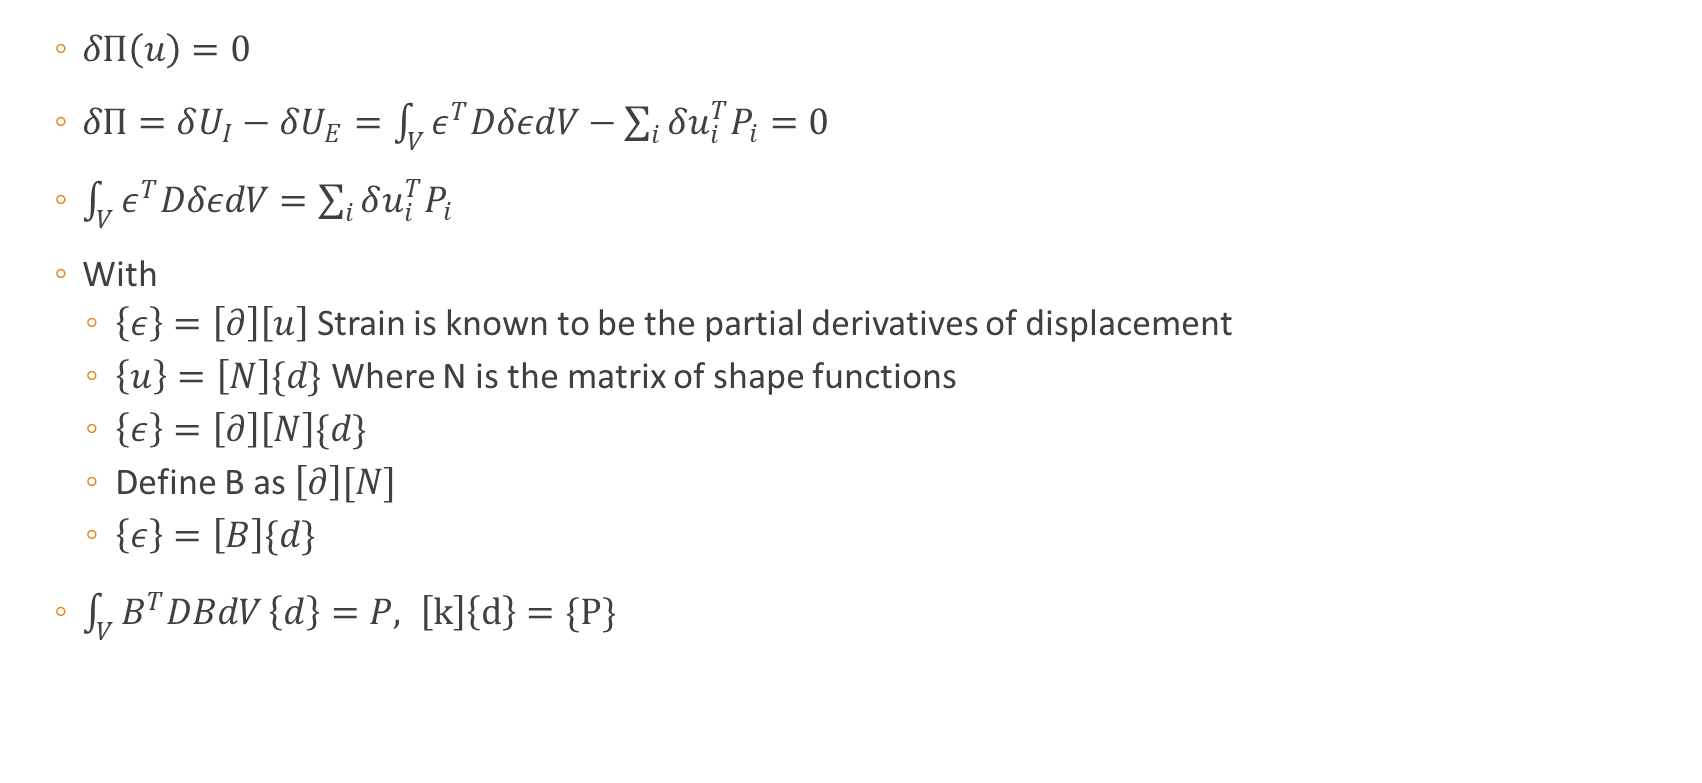 ◦ 𝛿Π(𝑢) = 0
◦ 𝛿Π = 𝛿𝑈_𝐼 − 𝛿𝑈_𝐸 = ∫_𝑉 𝜖^𝑇 𝐷𝛿𝜖𝑑𝑉 − ∑_𝑖 𝛿𝑢_𝑖^𝑇 𝑃_𝑖 = 0
◦ ∫_𝑉 𝜖^𝑇 𝐷𝛿𝜖𝑑𝑉 = ∑_𝑖 𝛿𝑢_𝑖^𝑇 𝑃_𝑖
◦ With
◦ {𝜖} = [𝜕][𝑢] Strain is known to be the partial derivatives of displacement
◦ {𝑢} = [𝑁]{𝑑} Where N is the matrix of shape functions
◦ {𝜖} = [𝜕][𝑁]{𝑑}
◦ Define B as [𝜕][𝑁]
◦ {𝜖} = [𝐵]{𝑑}
◦ ∫_𝑉 𝐵^𝑇 𝐷𝐵𝑑𝑉 {𝑑} = 𝑃, [k]{d} = {P}